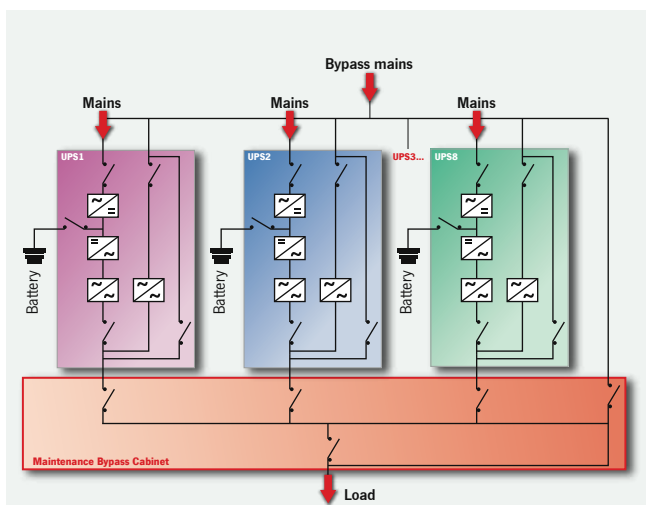 Bypass mains
Mains
Mains
Mains
UPS1
UPS2
UPS3...
UPS8
Battery
Battery
Battery
Maintenance Bypass Cabinet
Load